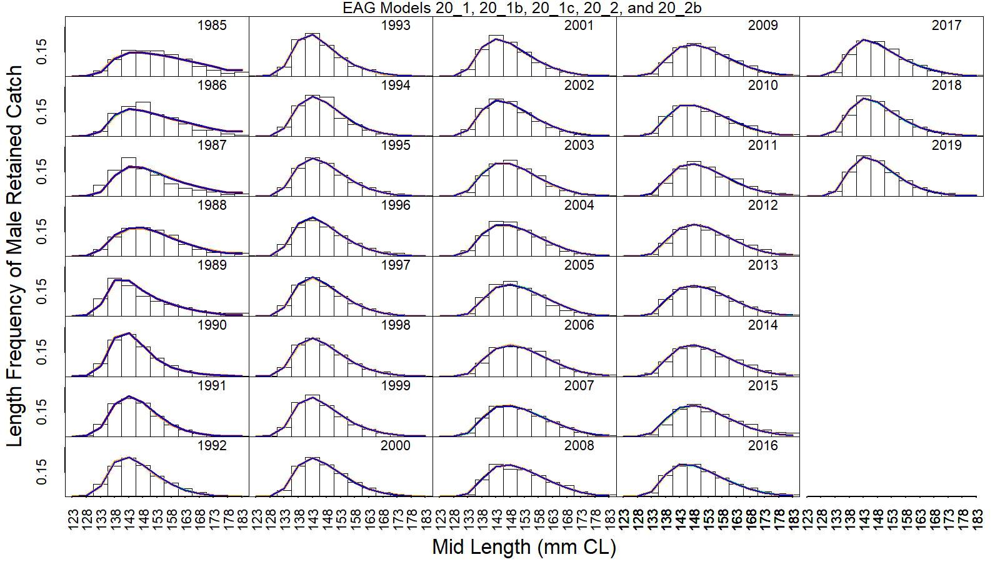 EAG Models 20_1, 20_1b, 20_1c, 20_2, and 20_2b
Length Frequency of Male Retained Catch
1985 1993 2001 2009 2017
0.15
1986 1994 2002 2010 2018
0.15
1987 1995 2003 2011 2019
0.15
1988 1996 2004 2012
0.15
1989 1997 2005 2013
0.15
1990 1998 2006 2014
0.15
1991 1999 2007 2015
0.15
1992 2000 2008 2016
0.15
123 128 133 138 143 148 153 158 163 168 173 178 183 123 128 133 138 143 148 153 158 163 168 173 178 183 123 128 133 138 143 148 153 158 163 168 173 178 183 123 128 133 138 143 148 153 158 163 168 173 178 183 123 128 133 138 143 148 153 158 163 168 173 178 183
Mid Length (mm CL)